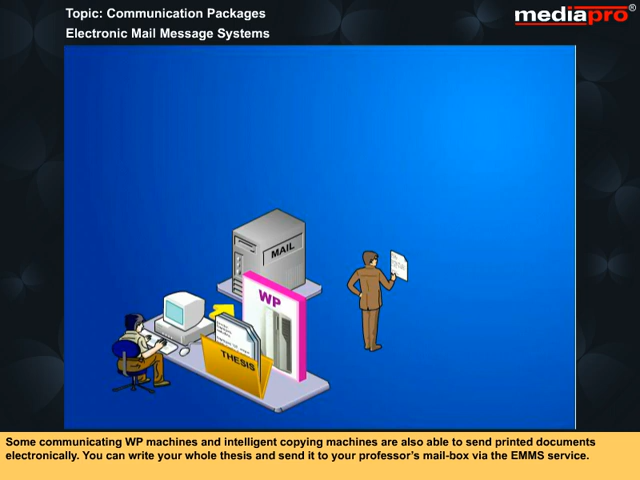 Topic: Communication Packages
mediapro®
Electronic Mail Message Systems
MAIL
WP
THESIS
Some communicating WP machines and intelligent copying machines are also able to send printed documents
electronically. You can write your whole thesis and send it to your professor's mail-box via the EMMS service.